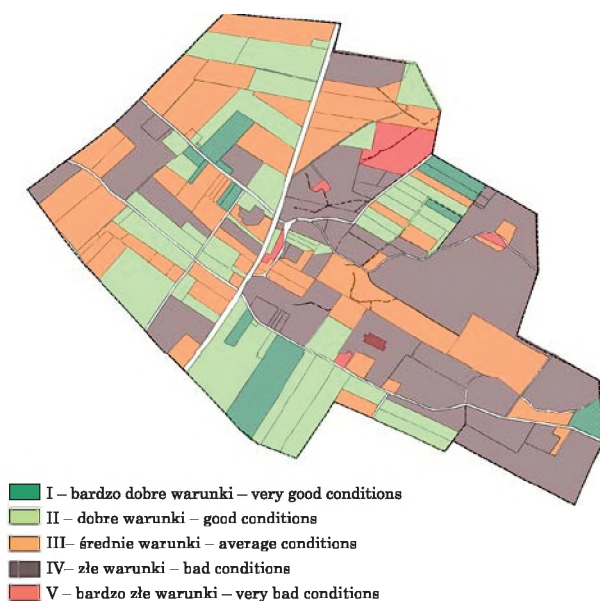 I – bardzo dobre warunki – very good conditions
II – dobre warunki – good conditions
III– średnie warunki – average conditions
IV– złe warunki – bad conditions
V – bardzo złe warunki – very bad conditions